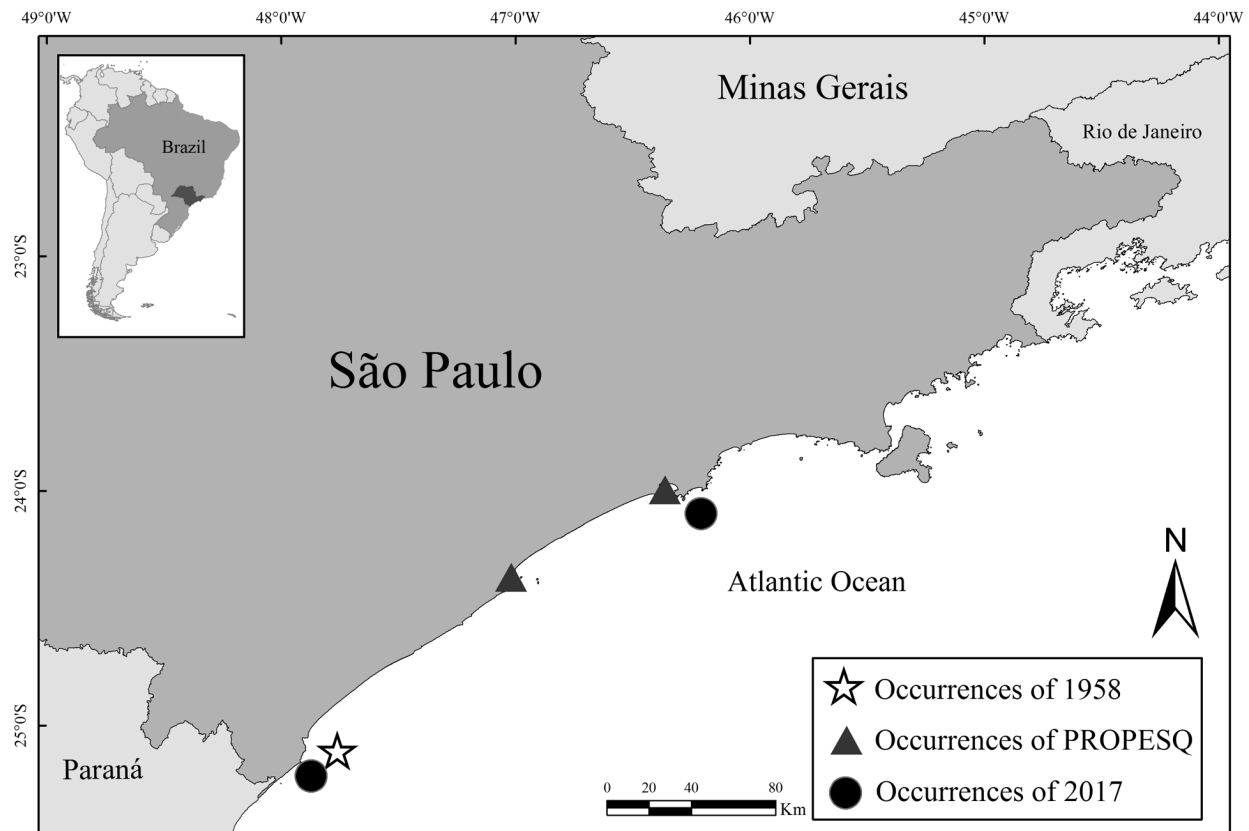 49°0'W 48°0'W 47°0'W 46°0'W 45°0'W 44°0'W
Minas Gerais
Rio de Janeiro
Brazil
23°0'S
São Paulo
24°0'S
Atlantic Ocean
N
25°0'S
Paraná
Occurrences of 1958
Occurrences of PROPESQ
Occurrences of 2017
0 20 40 80
Km